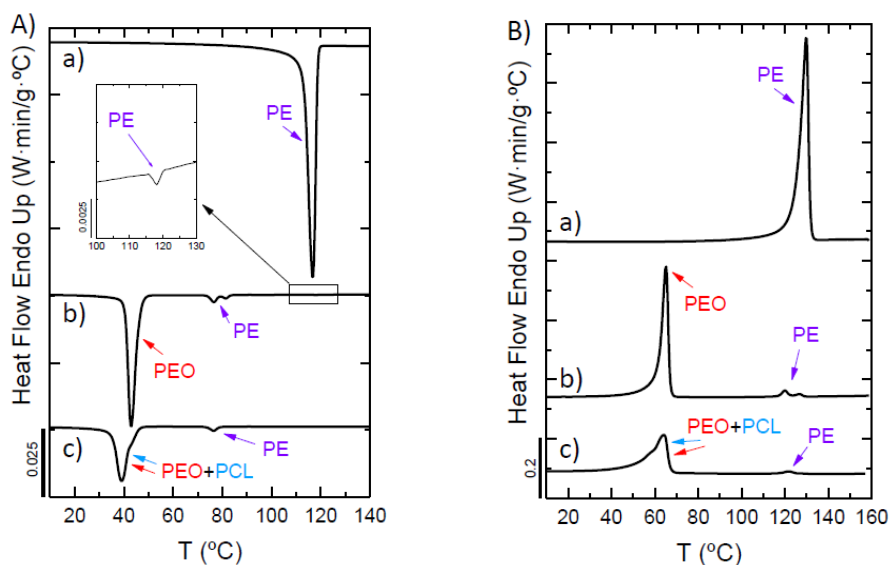 A)
Heat Flow Endo Up (W·min/g·ºC)
a)
PE
PE
0.0025
100 110 120 130
b)
PEO
PE
c)
PEO+PCL
PE
0.025
20 40 60 80 100 120 140
T (ºC)
B)
Heat Flow Endo Up (W·min/g·ºC)
PE
a)
PEO
PE
b)
PEO+PCL
PE
c)
0.2
20 40 60 80 100 120 140 160
T (ºC)